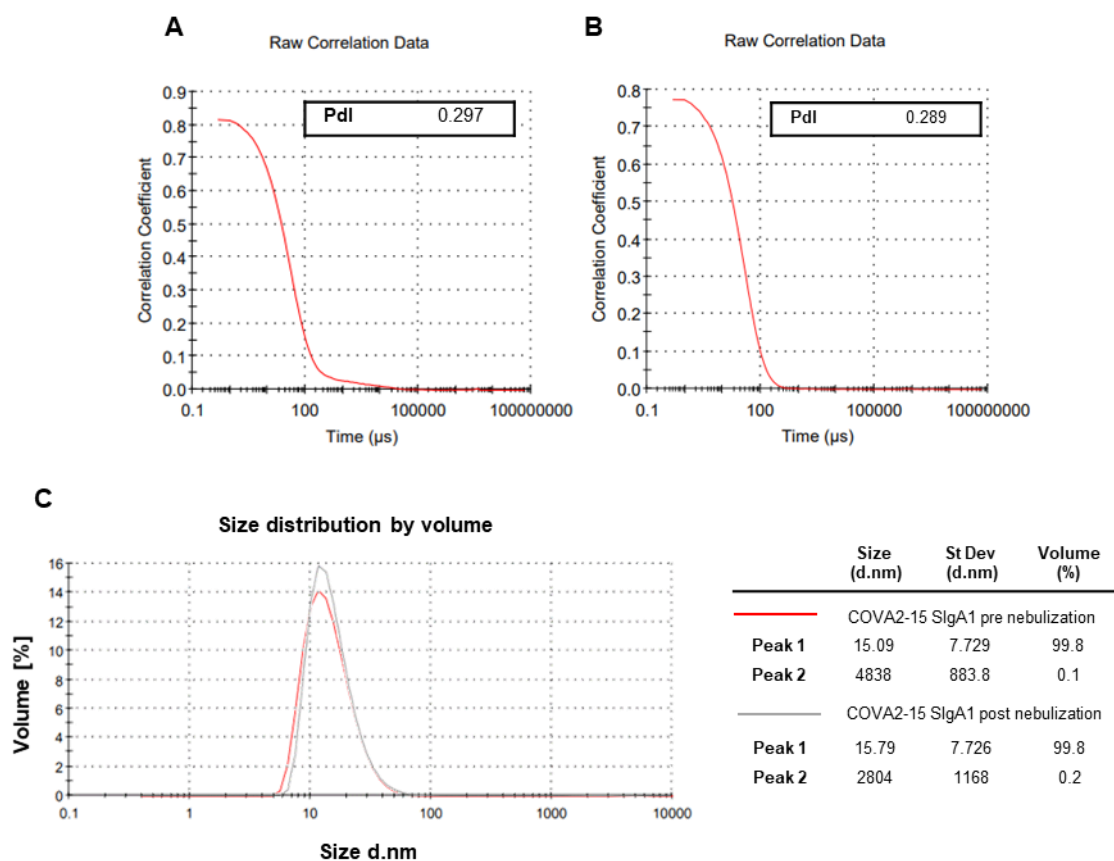 A
Raw Correlation Data
PdI 0.297
Correlation Coefficient
0.9
0.8
0.7
0.6
0.5
0.4
0.3
0.2
0.1
0.0
0.1 100 100000 100000000
Time (µs)
B
Raw Correlation Data
PdI 0.289
Correlation Coefficient
0.8
0.7
0.6
0.5
0.4
0.3
0.2
0.1
0.0
0.1 100 100000 100000000
Time (µs)
C
Size distribution by volume
Volume [%]
16
14
12
10
8
6
4
2
0
0.1 1 10 100 1000 10000
Size d.nm
Size St Dev Volume
(d.nm) (d.nm) (%)
COVA2-15 SIgA1 pre nebulization
Peak 1 15.09 7.729 99.8
Peak 2 4838 883.8 0.1
COVA2-15 SIgA1 post nebulization
Peak 1 15.79 7.726 99.8
Peak 2 2804 1168 0.2